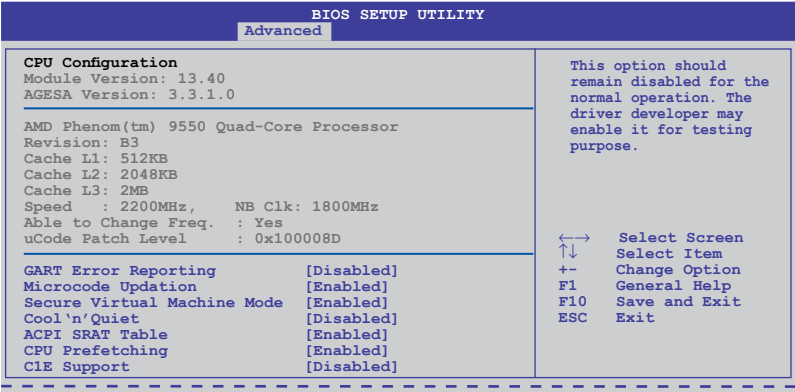 BIOS SETUP UTILITY
Advanced
CPU Configuration
Module Version: 13.40
AGESA Version: 3.3.1.0
AMD Phenom(tm) 9550 Quad-Core Processor
Revision: B3
Cache L1: 512KB
Cache L2: 2048KB
Cache L3: 2MB
Speed : 2200MHz, NB Clk: 1800MHz
Able to Change Freq. : Yes
uCode Patch Level : 0x100008D
GART Error Reporting [Disabled]
Microcode Updation [Enabled]
Secure Virtual Machine Mode [Enabled]
Cool‘n’Quiet [Disabled]
ACPI SRAT Table [Enabled]
CPU Prefetching [Enabled]
C1E Support [Disabled]
This option should
remain disabled for the
normal operation. The
driver developer may
enable it for testing
purpose.
←→ Select Screen
↑↓ Select Item
+- Change Option
F1 General Help
F10 Save and Exit
ESC Exit